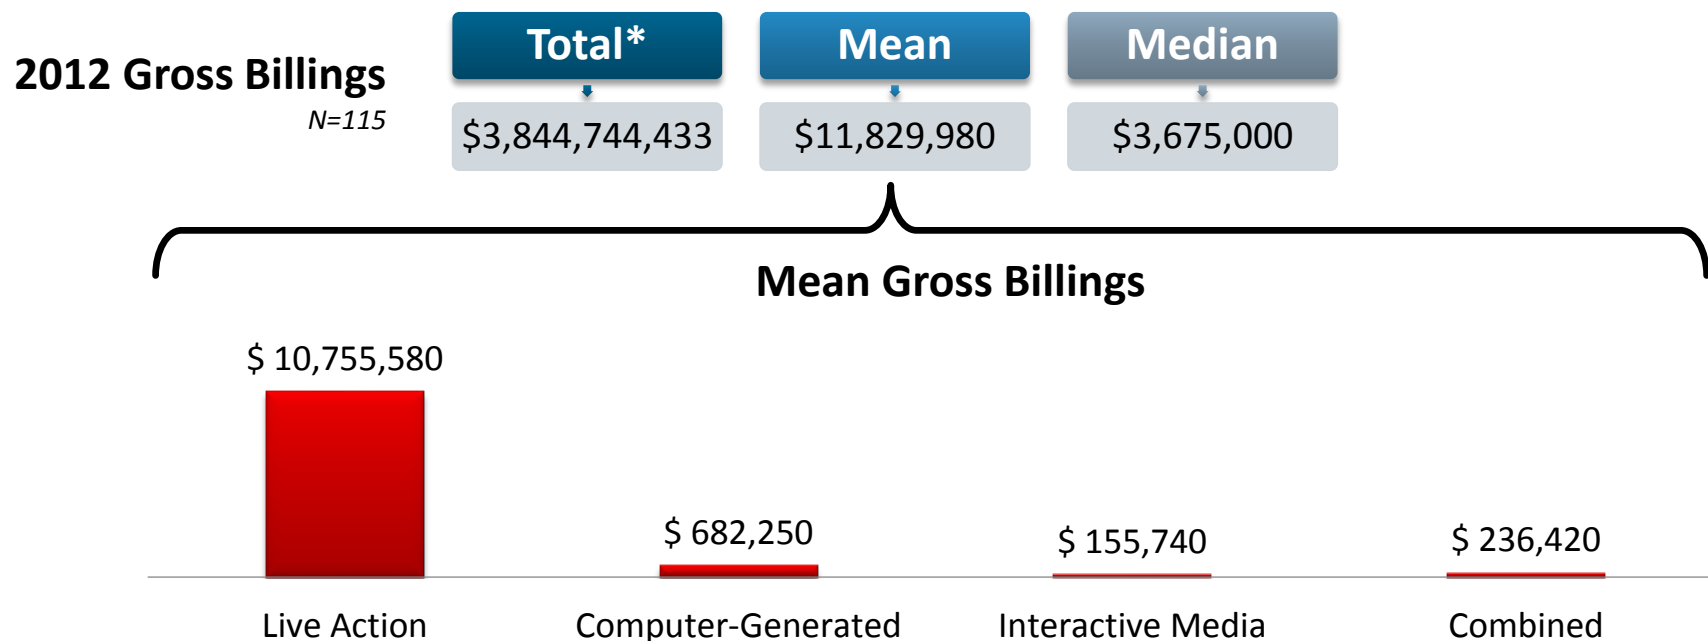 2012 Gross Billings
N=115
Total*
Mean
Median
$3,844,744,433
$11,829,980
$3,675,000
Mean Gross Billings
$ 10,755,580
$ 682,250
$ 155,740
$ 236,420
Live Action
Computer-Generated
Interactive Media
Combined